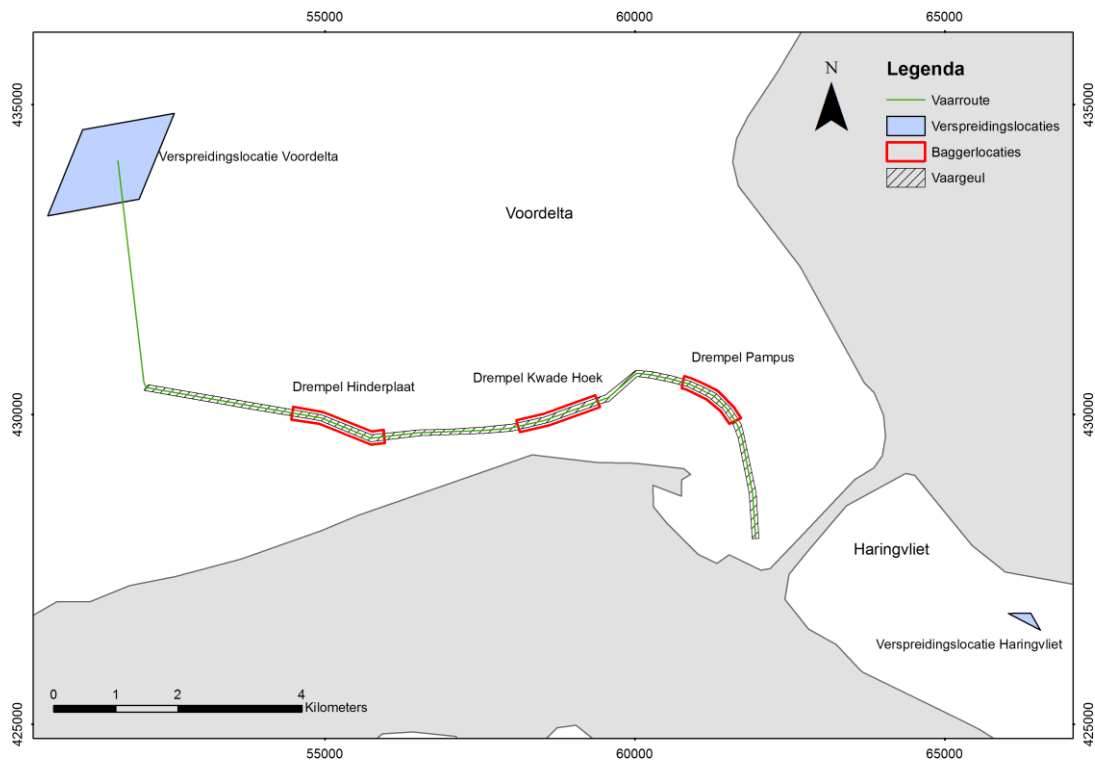 55000 60000 65000
435000 435000
N
Legenda
Vaarroute
Verspreidingslocaties
Baggerlocaties
Vaargeul
Verspreidingslocatie Voordelta
Voordelta
Drempel Pampus
Drempel Kwade Hoek
Drempel Hinderplaat
430000 430000
Haringvliet
Verspreidingslocatie Haringvliet
0 1 2 4
Kilometers
425000 425000
55000 60000 65000